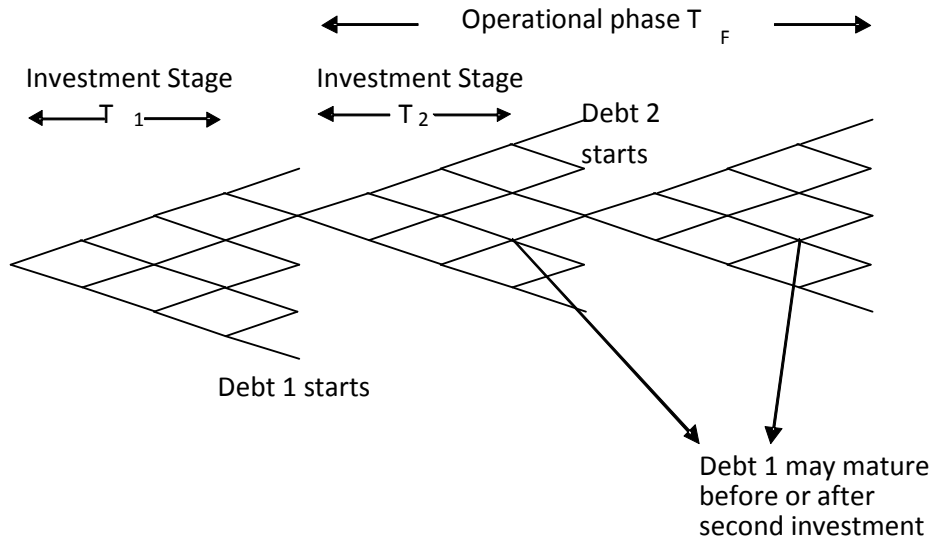 Operational phase T F
Investment Stage
T 1
Investment Stage
T 2
Debt 2
starts
Debt 1 starts
Debt 1 may mature
before or after
second investment